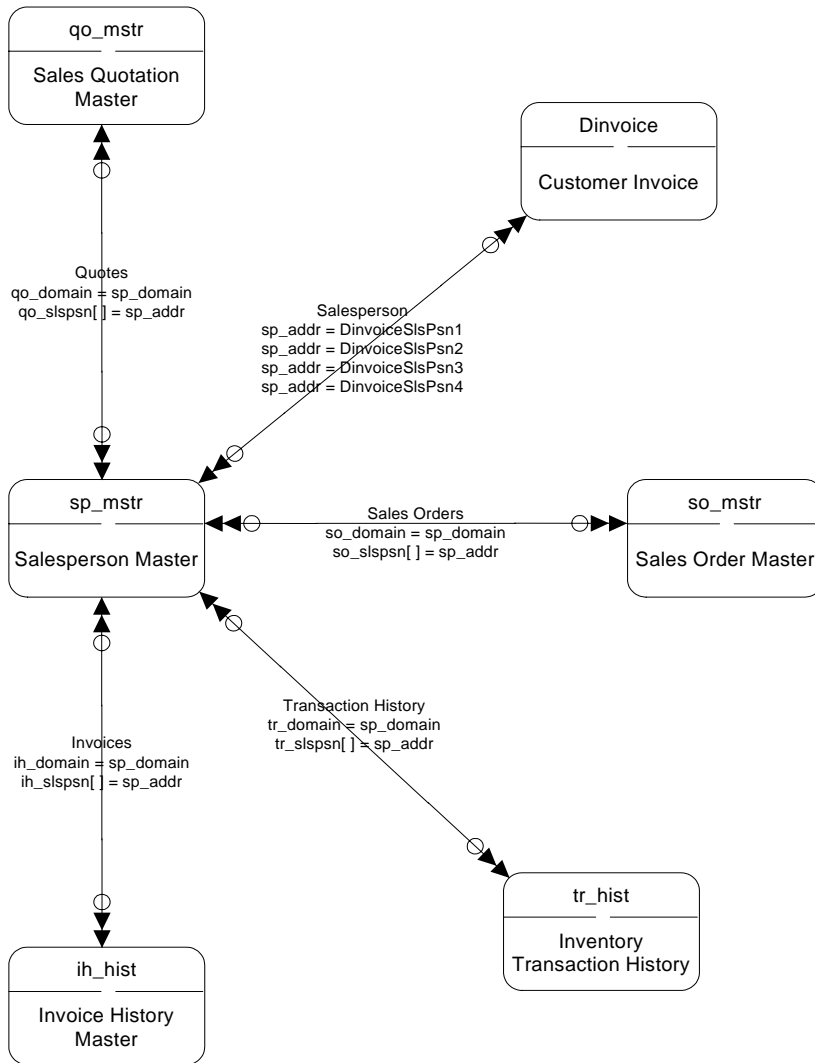 qo_mstr
Sales Quotation
Master
Dinvoice
Customer Invoice
Quotes
qo_domain = sp_domain
qo_slspsn[ ] = sp_addr
Salesperson
sp_addr = DinvoiceSlsPsn1
sp_addr = DinvoiceSlsPsn2
sp_addr = DinvoiceSlsPsn3
sp_addr = DinvoiceSlsPsn4
sp_mstr
Salesperson Master
Sales Orders
so_domain = sp_domain
so_slspsn[ ] = sp_addr
so_mstr
Sales Order Master
Transaction History
tr_domain = sp_domain
tr_slspsn[ ] = sp_addr
Invoices
ih_domain = sp_domain
ih_slspsn[ ] = sp_addr
tr_hist
Inventory
Transaction History
ih_hist
Invoice History
Master